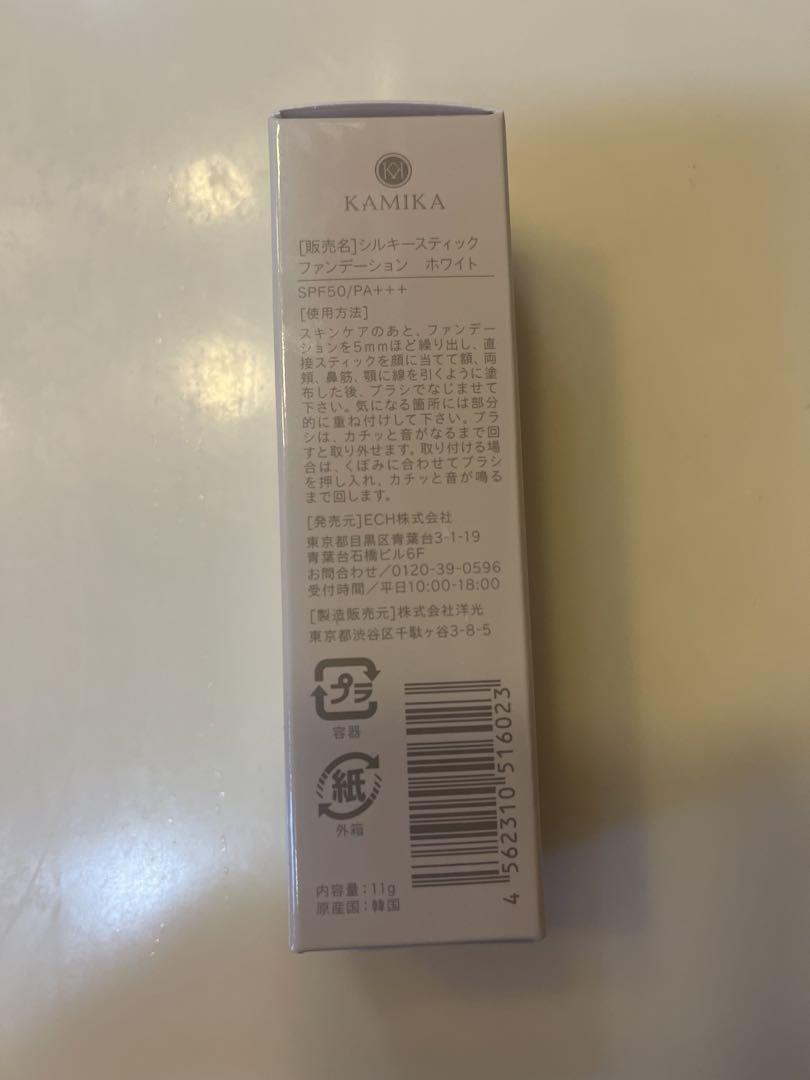 KAMIKA
[販売名]シルキースティック
ファンデーション ホワイト
SPF50/PA+++
[使用方法]
スキンケアのあと、ファンデー
ションを5mmほど繰り出し、直
接スティックを顔に当てて額、両
頬、鼻筋、顎に線を引くように塗
布した後、ブラシでなじませて
下さい。気になる箇所には部分
的に重ね付けして下さい。ブラ
シは、カチッと音がなるまで回
すと取り外せます。取り付ける場
合は、くぼみに合わせてブラシ
を押し入れ、カチッと音が鳴る
まで回します。
[発売元]ECH株式会社
東京都目黒区青葉台3-1-19
青葉台石橋ビル6F
お問合わせ/0120-39-0596
受付時間/平日10:00-18:00
[製造販売元]株式会社洋光
東京都渋谷区千駄ヶ谷3-8-5
プラ
容器
紙
外箱
4 562310 516023
内容量:11g
原産国:韓国